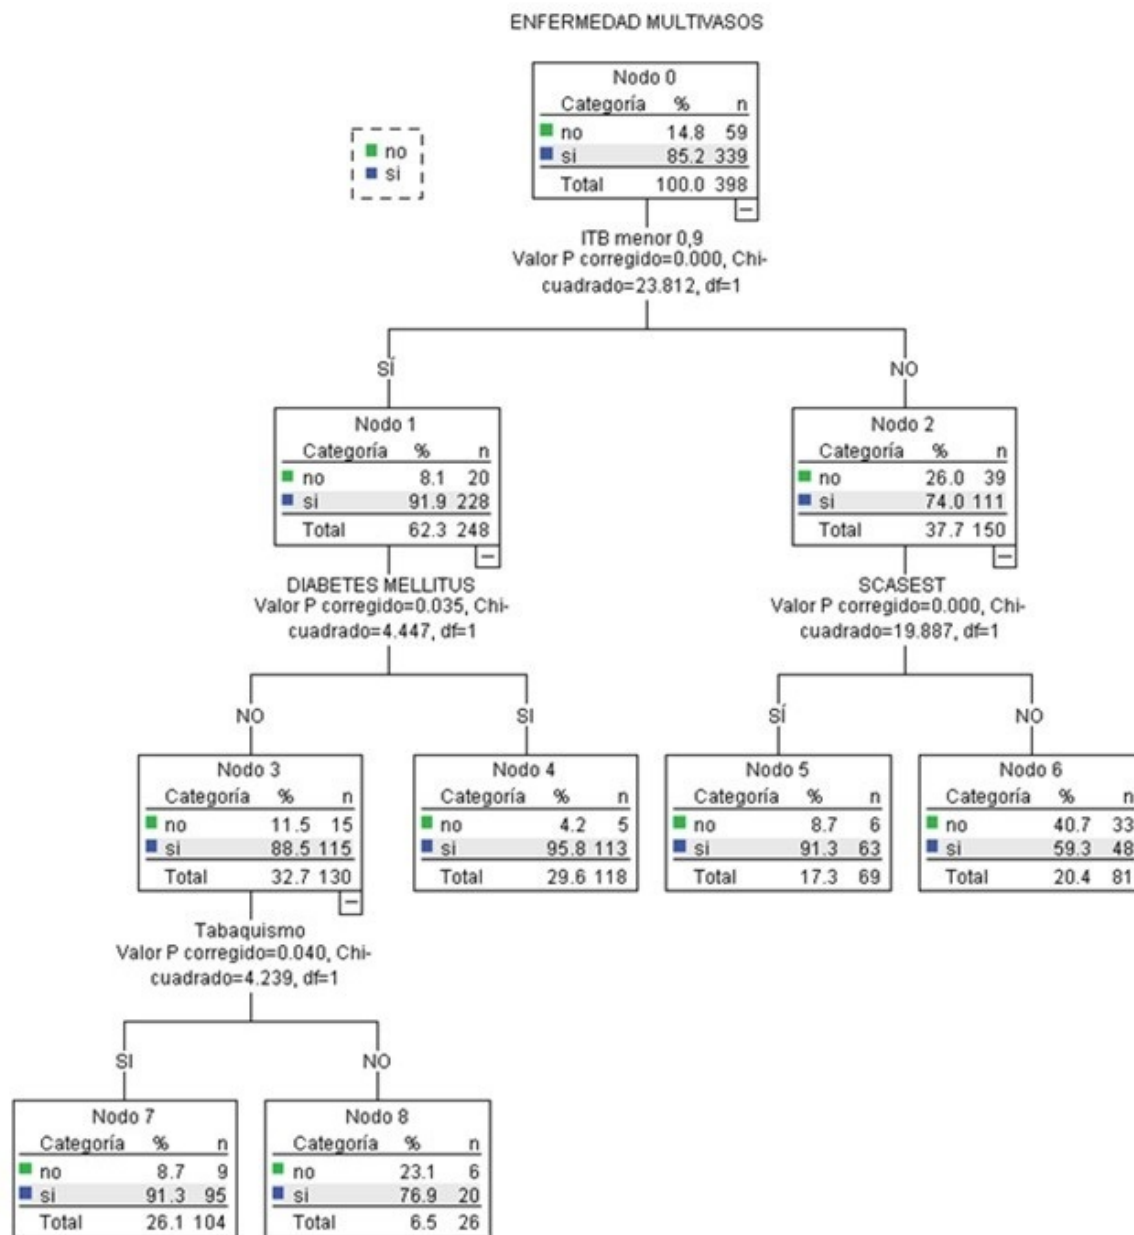 ENFERMEDAD MULTIVASOS
no
si
Nodo 0
Categoría % n
no 14.8 59
si 85.2 339
Total 100.0 398
ITB menor 0,9
Valor P corregido=0.000, Chi-
cuadrado=23.812, df=1
SÍ
NO
Nodo 1
Categoría % n
no 8.1 20
si 91.9 228
Total 62.3 248
Nodo 2
Categoría % n
no 26.0 39
si 74.0 111
Total 37.7 150
DIABETES MELLITUS
Valor P corregido=0.035, Chi-
cuadrado=4.447, df=1
SCASEST
Valor P corregido=0.000, Chi-
cuadrado=19.887, df=1
NO
SI
SÍ
NO
Nodo 3
Categoría % n
no 11.5 15
si 88.5 115
Total 32.7 130
Nodo 4
Categoría % n
no 4.2 5
si 95.8 113
Total 29.6 118
Nodo 5
Categoría % n
no 8.7 6
si 91.3 63
Total 17.3 69
Nodo 6
Categoría % n
no 40.7 33
si 59.3 48
Total 20.4 81
Tabaquismo
Valor P corregido=0.040, Chi-
cuadrado=4.239, df=1
SI
NO
Nodo 7
Categoría % n
no 8.7 9
si 91.3 95
Total 26.1 104
Nodo 8
Categoría % n
no 23.1 6
si 76.9 20
Total 6.5 26